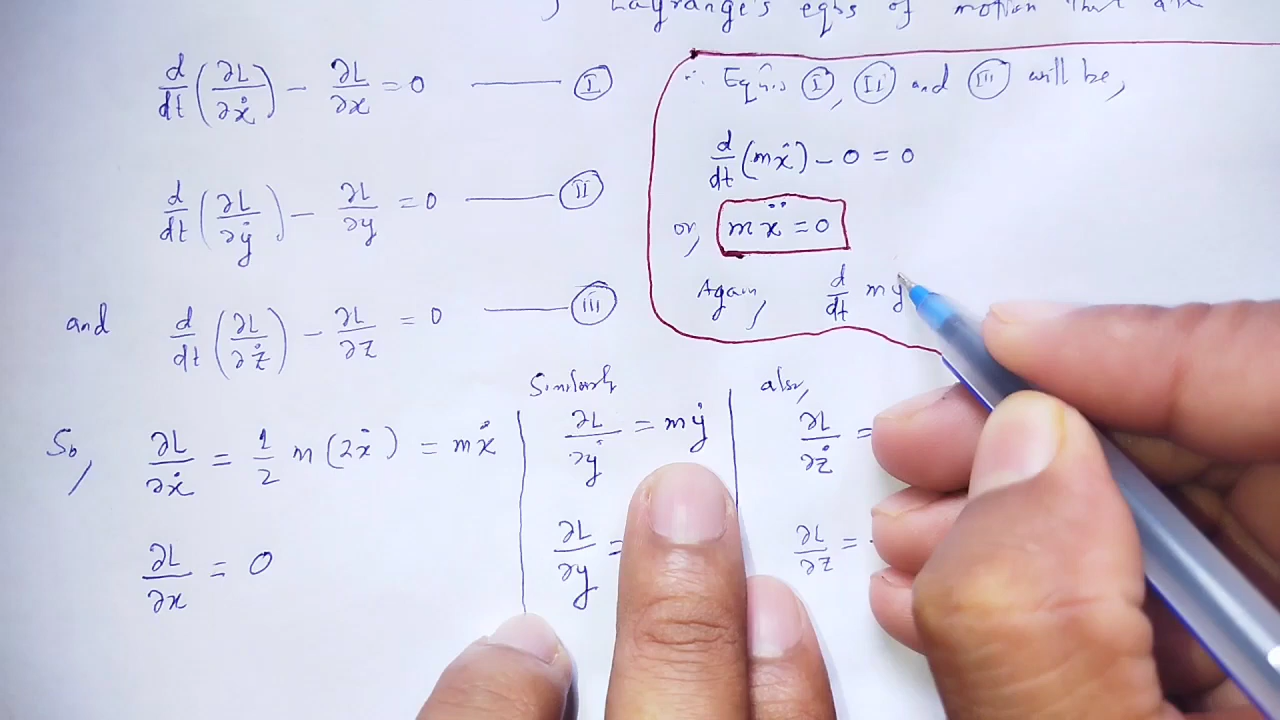 Lagrange's eqns of motion that are
d/dt (∂L/∂ẋ) − ∂L/∂x = 0 —— (I)
d/dt (∂L/∂ẏ) − ∂L/∂y = 0 —— (II)
and d/dt (∂L/∂ż) − ∂L/∂z = 0 —— (III)
So, ∂L/∂ẋ = 1/2 m (2ẋ) = mẋ
∂L/∂x = 0
Similarly
∂L/∂ẏ = mẏ
∂L/∂y =
also,
∂L/∂ż =
∂L/∂z =
∴ Eqn's (I), (II) and (III) will be,
d/dt (mẋ) − 0 = 0
or, mẍ = 0
Again, d/dt my